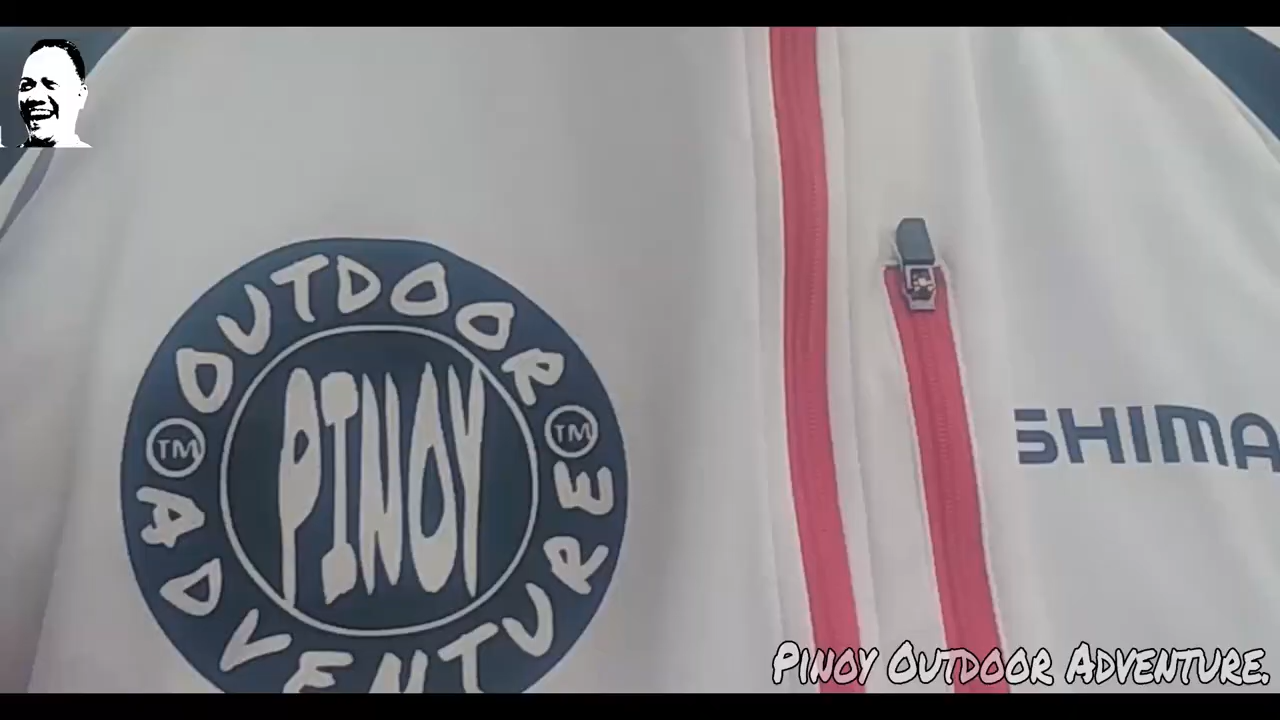 OUTDOOR
PINOY
TM TM
ADVENTURE
SHIMA
PINOY OUTDOOR ADVENTURE.